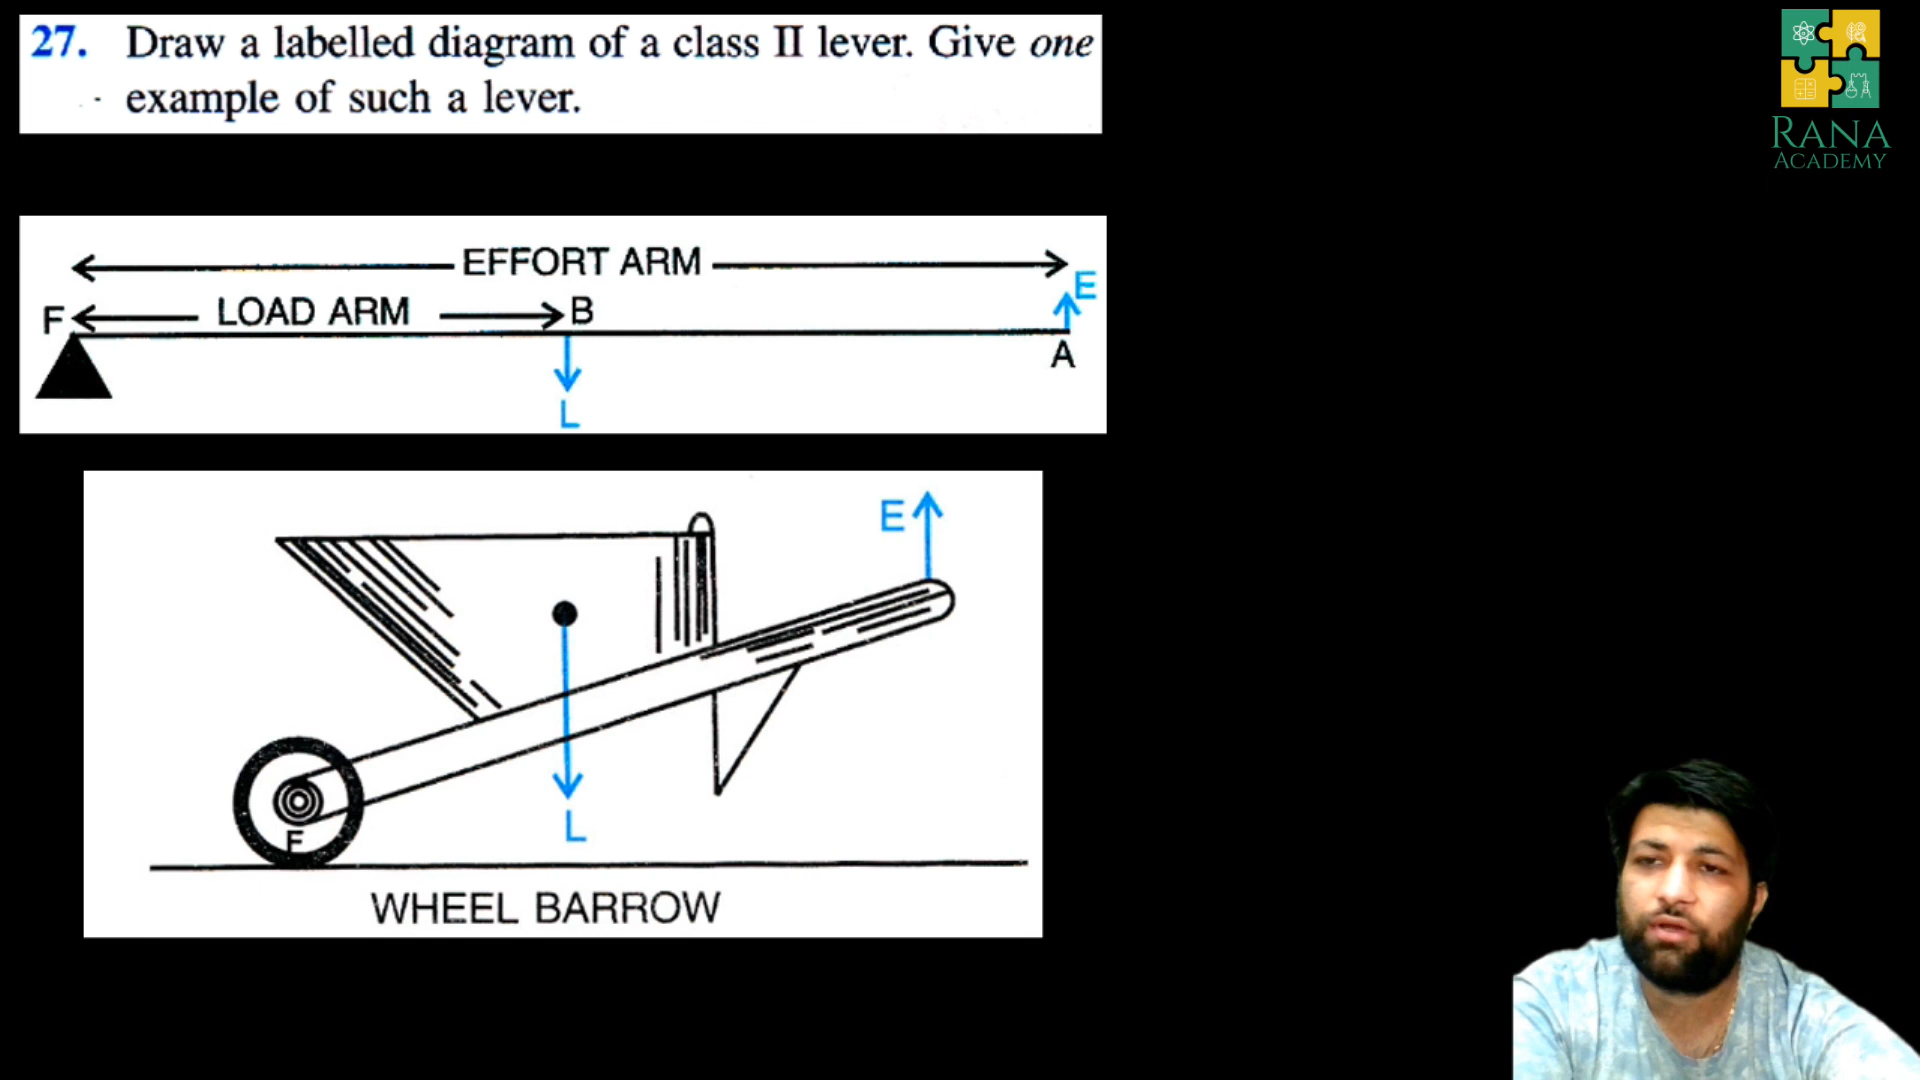 27. Draw a labelled diagram of a class II lever. Give one
example of such a lever.
RANA
ACADEMY
EFFORT ARM
E
F
LOAD ARM
B
A
L
E
L
F
WHEEL BARROW